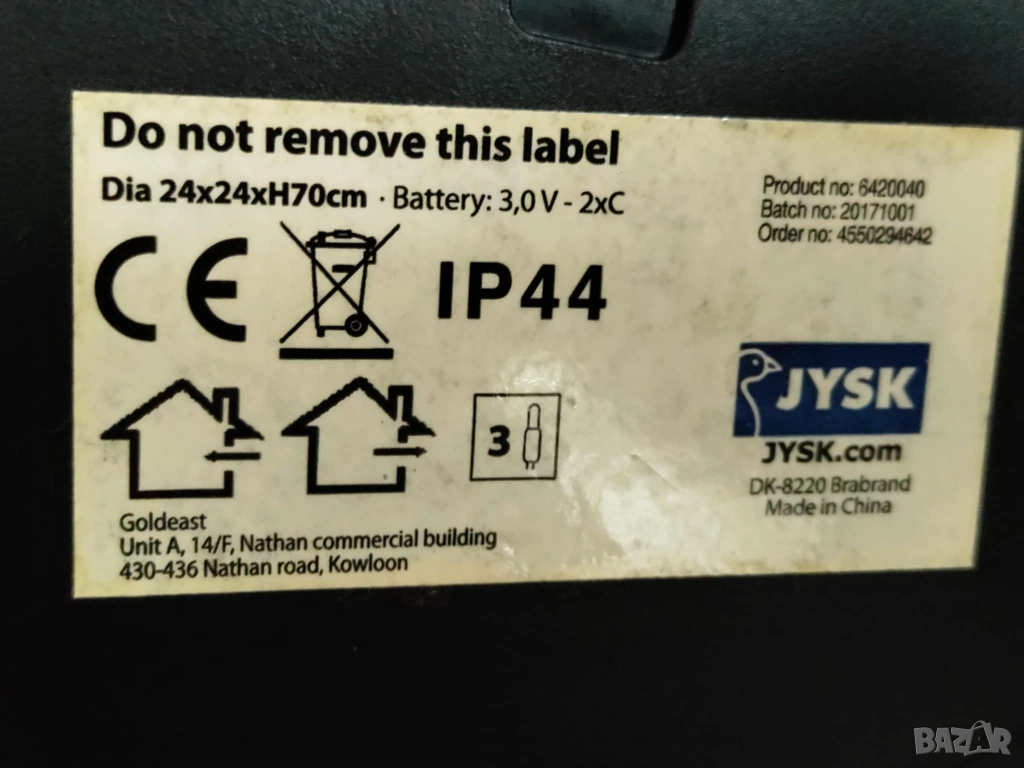 Do not remove this label
Dia 24x24xH70cm · Battery: 3,0 V - 2xC
Product no: 6420040
Batch no: 20171001
Order no: 4550294642
CE
IP44
3
JYSK
JYSK.com
DK-8220 Brabrand
Made in China
Goldeast
Unit A, 14/F, Nathan commercial building
430-436 Nathan road, Kowloon
BAZAR